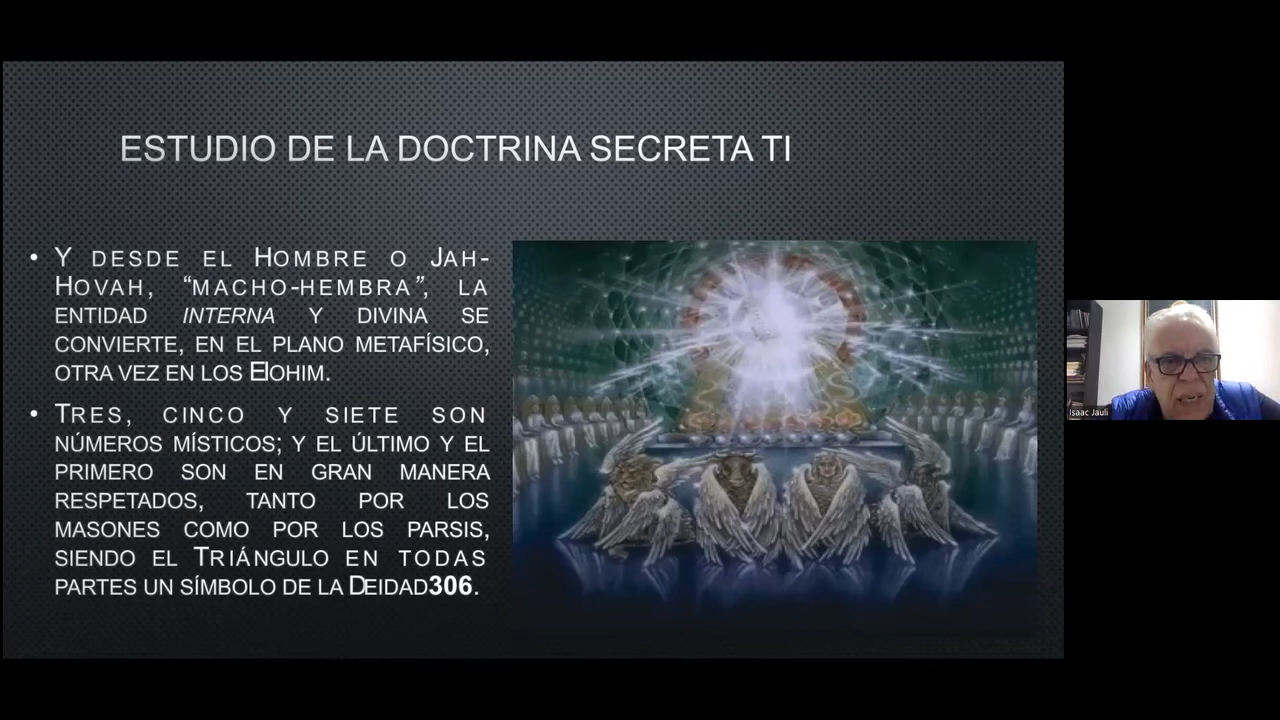 ESTUDIO DE LA DOCTRINA SECRETA TI
• Y DESDE EL HOMBRE O JAH-
HOVAH, “MACHO-HEMBRA”, LA
ENTIDAD INTERNA Y DIVINA SE
CONVIERTE, EN EL PLANO METAFÍSICO,
OTRA VEZ EN LOS ElOHIM.
• TRES, CINCO Y SIETE SON
NÚMEROS MÍSTICOS; Y EL ÚLTIMO Y EL
PRIMERO SON EN GRAN MANERA
RESPETADOS, TANTO POR LOS
MASONES COMO POR LOS PARSIS,
SIENDO EL TRIÁNGULO EN TODAS
PARTES UN SÍMBOLO DE LA DEIDAD306.
Isaac Jauli